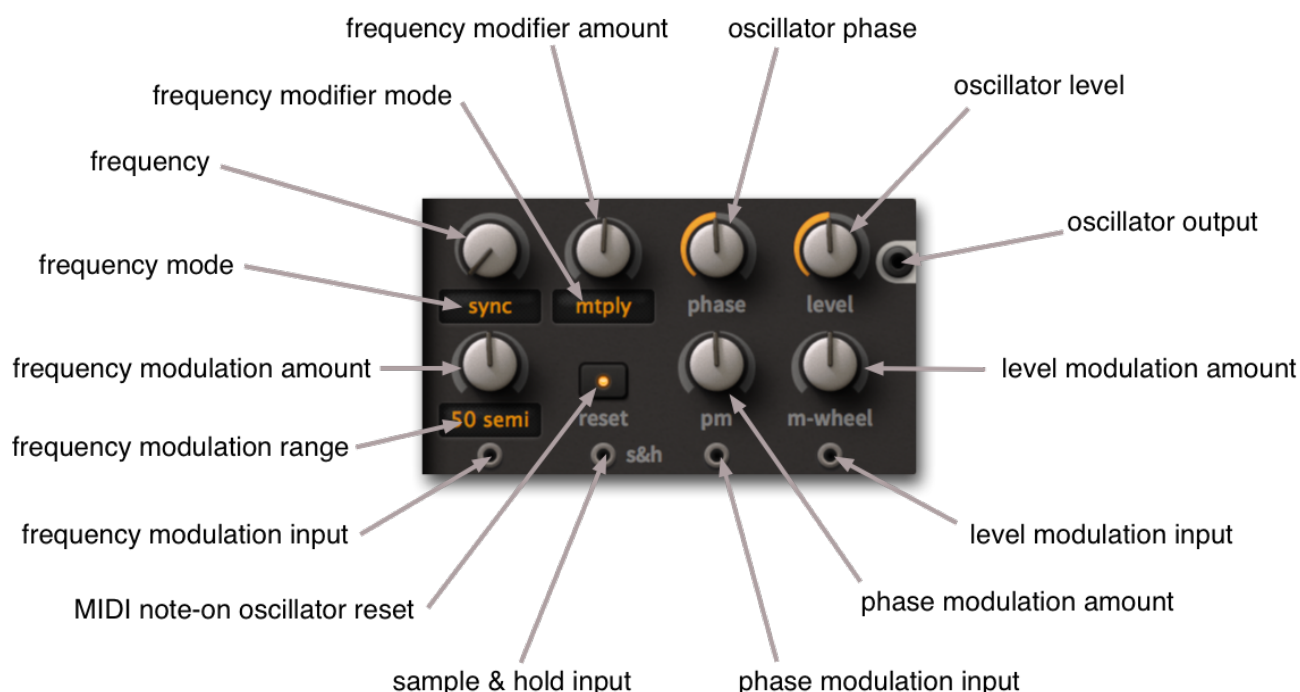 frequency modifier amount
oscillator phase
frequency modifier mode
oscillator level
frequency
oscillator output
frequency mode
sync
mtply
phase
level
frequency modulation amount
level modulation amount
50 semi
reset
pm
m-wheel
frequency modulation range
s&h
frequency modulation input
level modulation input
MIDI note-on oscillator reset
phase modulation amount
sample & hold input
phase modulation input